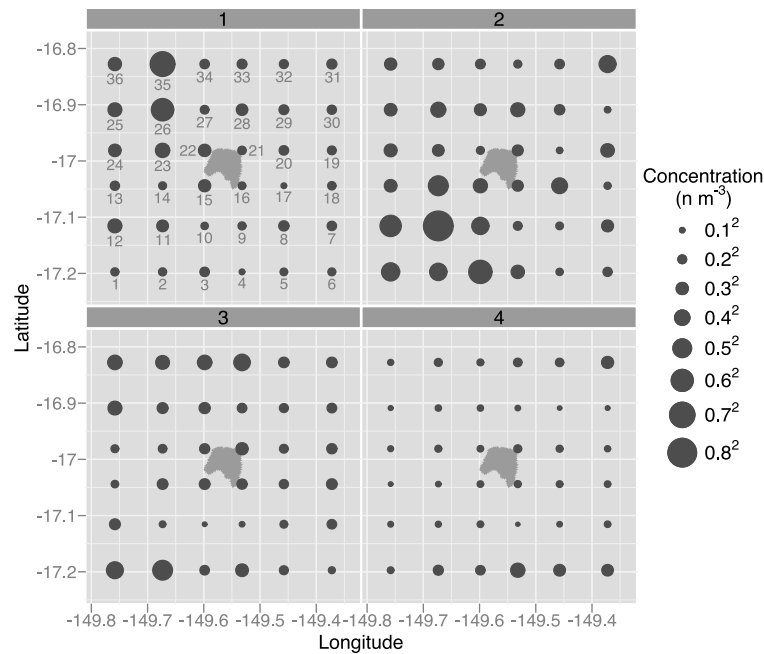 1 2
-16.8
36 35 34 33 32 31
-16.9
25 26 27 28 29 30
-17
24 23 22 21 20 19
13 14 15 16 17 18
-17.1
12 11 10 9 8 7
-17.2
1 2 3 4 5 6
Latitude
3 4
-16.8
-16.9
-17
-17.1
-17.2
-149.8 -149.7 -149.6 -149.5 -149.4 -149.8 -149.7 -149.6 -149.5 -149.4
Longitude
Concentration
(n m⁻³)
0.1²
0.2²
0.3²
0.4²
0.5²
0.6²
0.7²
0.8²